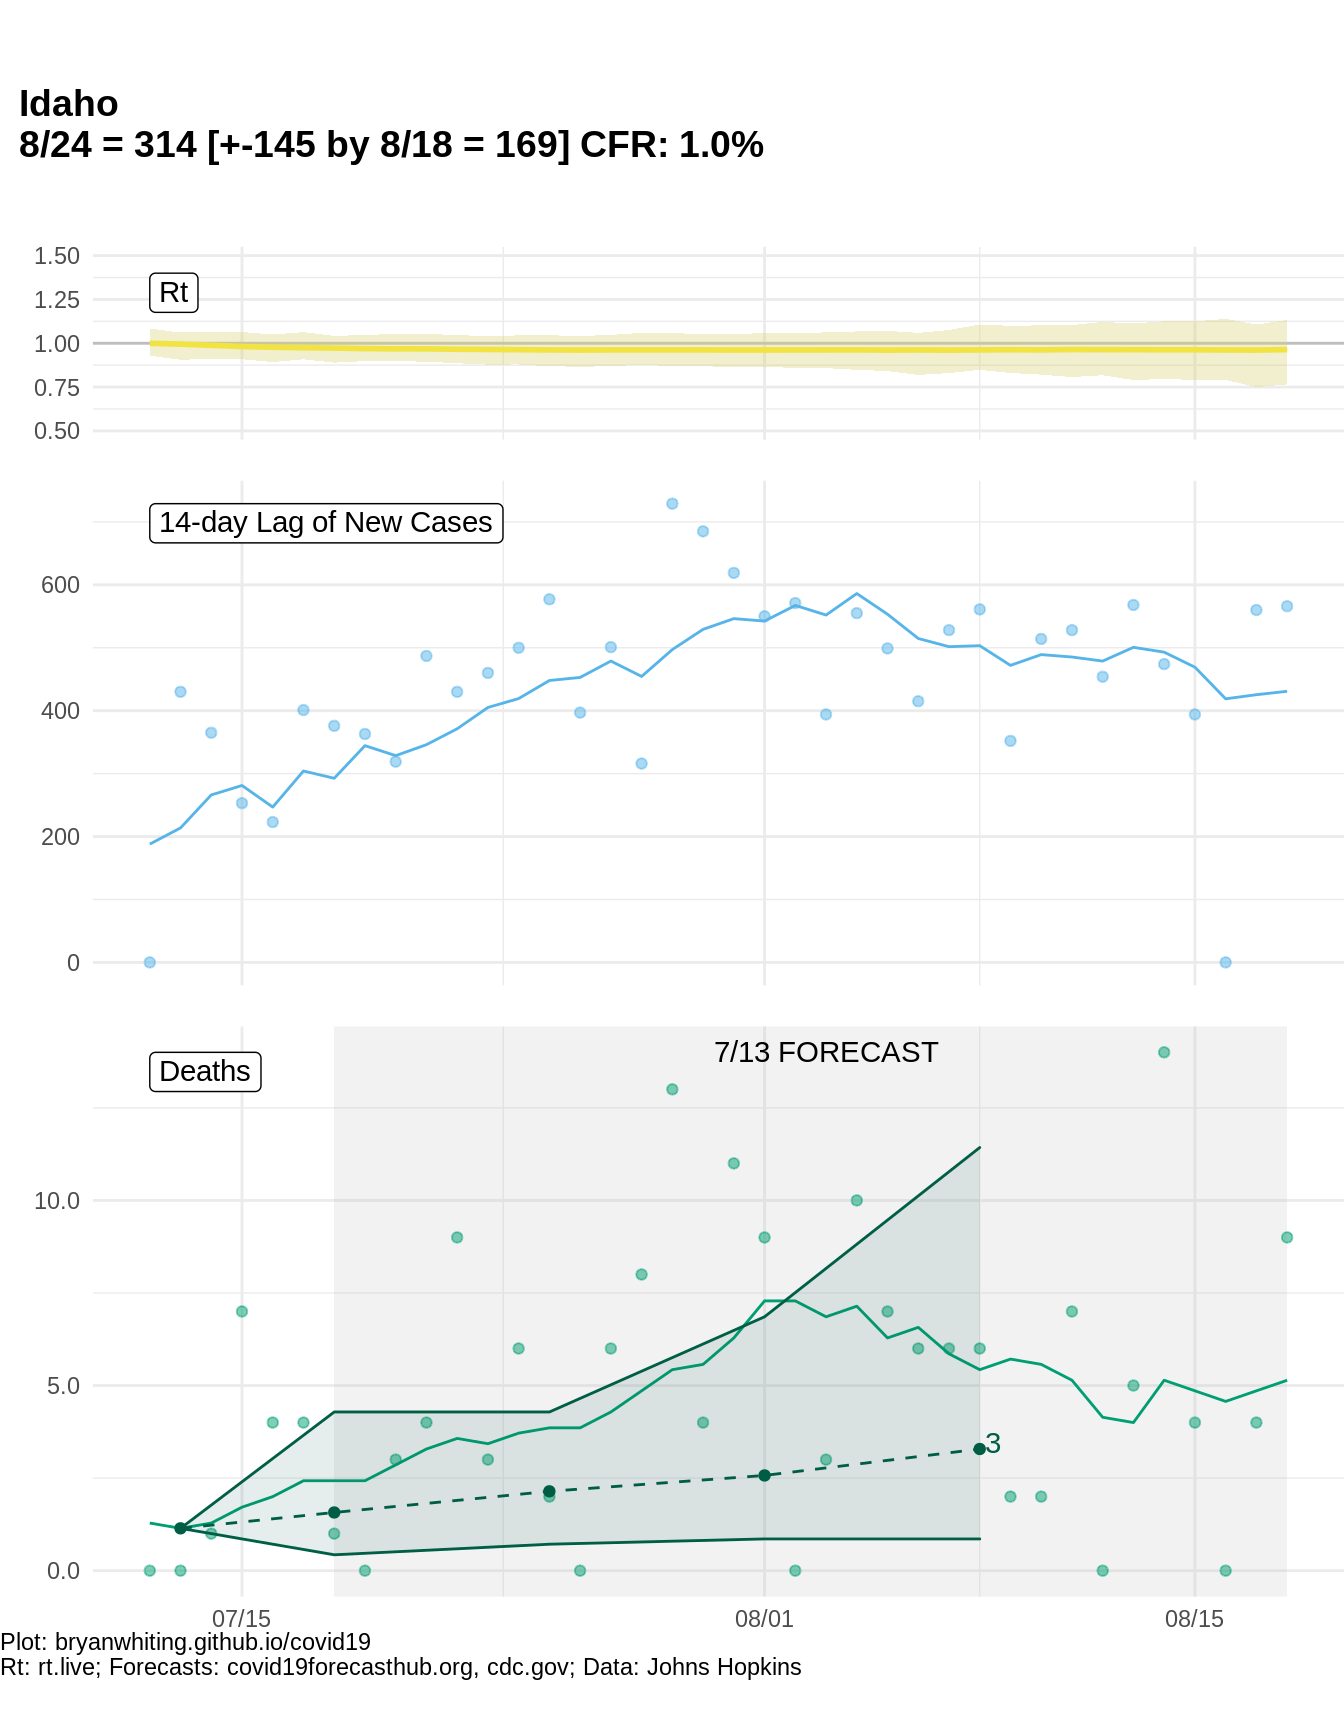 Idaho
8/24 = 314 [+-145 by 8/18 = 169] CFR: 1.0%
1.50
Rt
1.25
1.00
0.75
0.50
14-day Lag of New Cases
600
400
200
0
7/13 FORECAST
Deaths
10.0
5.0
3
0.0
07/15 08/01 08/15
Plot: bryanwhiting.github.io/covid19
Rt: rt.live; Forecasts: covid19forecasthub.org, cdc.gov; Data: Johns Hopkins